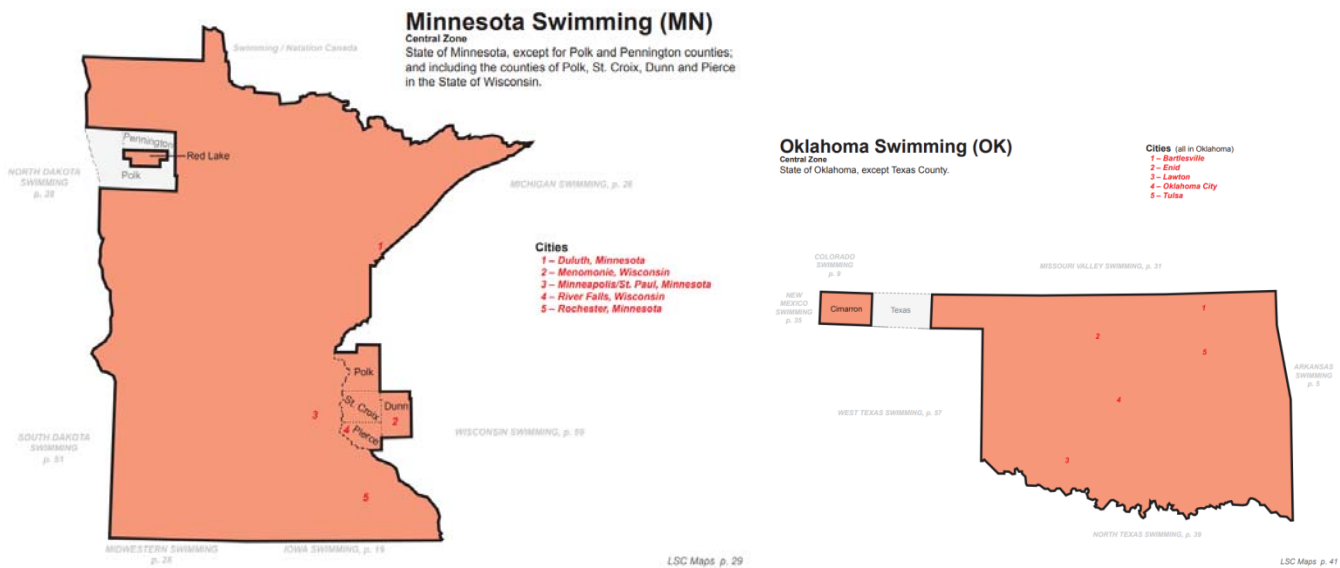 Minnesota Swimming (MN)
Central Zone
State of Minnesota, except for Polk and Pennington counties;
and including the counties of Polk, St. Croix, Dunn and Pierce
in the State of Wisconsin.
Swimming / Natation Canada
Pennington
Red Lake
Polk
NORTH DAKOTA
SWIMMING
p. 38
MICHIGAN SWIMMING, p. 26
1
Cities
1 – Duluth, Minnesota
2 – Menomonie, Wisconsin
3 – Minneapolis/St. Paul, Minnesota
4 – River Falls, Wisconsin
5 – Rochester, Minnesota
Polk
St. Croix
Dunn
3
2
4
Pierce
WISCONSIN SWIMMING, p. 59
SOUTH DAKOTA
SWIMMING
p. 51
5
MIDWESTERN SWIMMING
p. 28
IOWA SWIMMING, p. 19
LSC Maps p. 29
Oklahoma Swimming (OK)
Central Zone
State of Oklahoma, except Texas County.
Cities (all in Oklahoma)
1 – Bartlesville
2 – Enid
3 – Lawton
4 – Oklahoma City
5 – Tulsa
COLORADO
SWIMMING
p. 9
MISSOURI VALLEY SWIMMING, p. 31
NEW
MEXICO
SWIMMING
p. 35
Cimarron
Texas
1
2
5
ARKANSAS
SWIMMING
p. 5
4
WEST TEXAS SWIMMING, p. 57
3
NORTH TEXAS SWIMMING, p. 39
LSC Maps p. 41